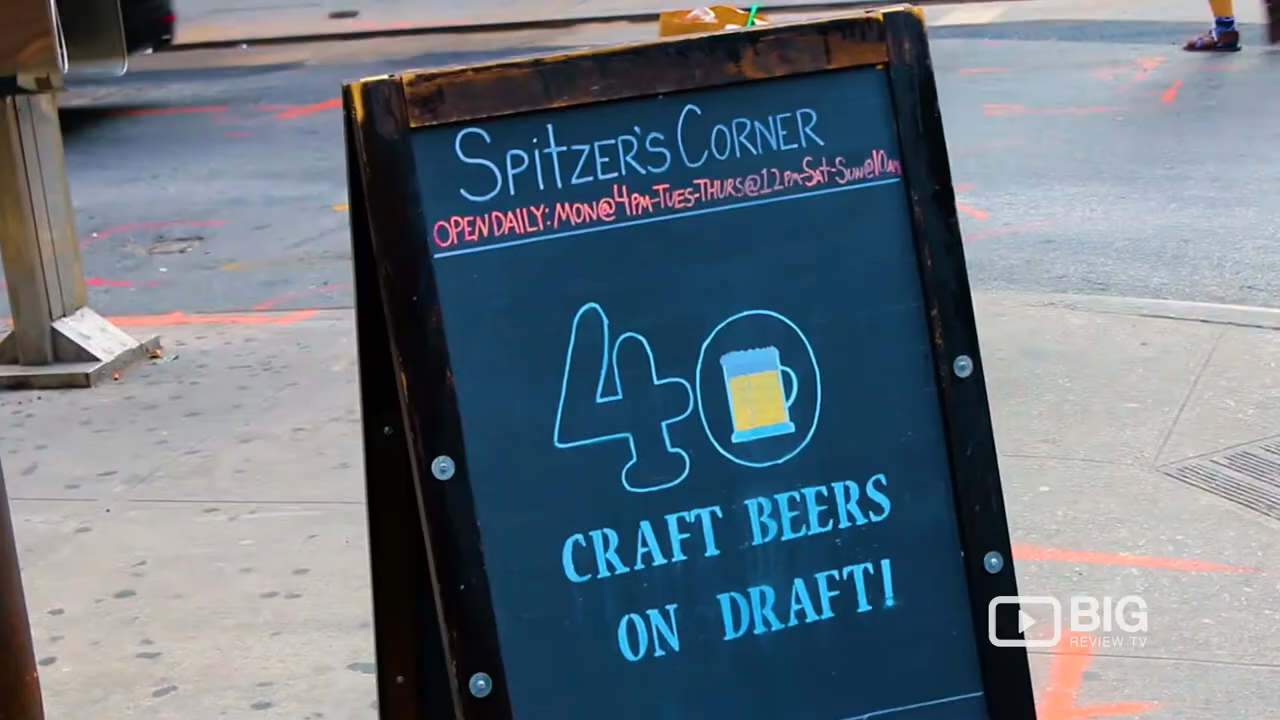 SPITZER'S CORNER
OPEN DAILY: MON@4PM-TUES-THURS@12PM-SAT-SUN@10AM
40
CRAFT BEERS
ON DRAFT!
BIG
REVIEW TV